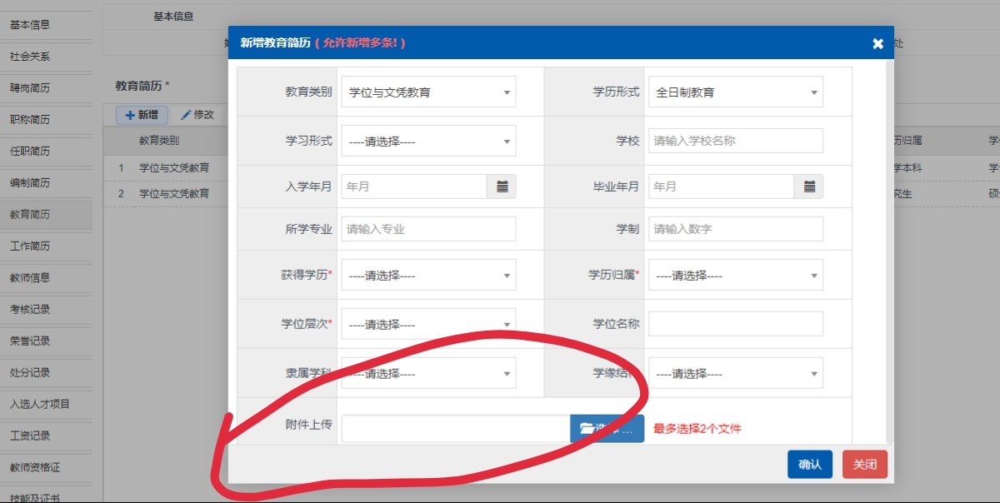 基本信息
社会关系
聘岗简历
职称简历
任职简历
编制简历
教育简历
工作简历
教师信息
考核记录
荣誉记录
处分记录
入选人才项目
工资记录
教师资格证
技能及证书
基本信息
处
教育简历 *
新增 修改
教育类别
1 学位与文凭教育
2 学位与文凭教育
新增教育简历 ( 允许新增多条! )
教育类别 学位与文凭教育 学历形式 全日制教育
学习形式 ----请选择---- 学校 请输入学校名称
入学年月 年月 毕业年月 年月
所学专业 请输入专业 学制 请输入数字
获得学历* ----请选择---- 学历归属* ----请选择----
学位层次* ----请选择---- 学位名称
隶属学科 ----请选择---- 学缘结构 ----请选择----
附件上传 选择 ... 最多选择2个文件
确认 关闭
历归属 学
学本科 学
究生 硕